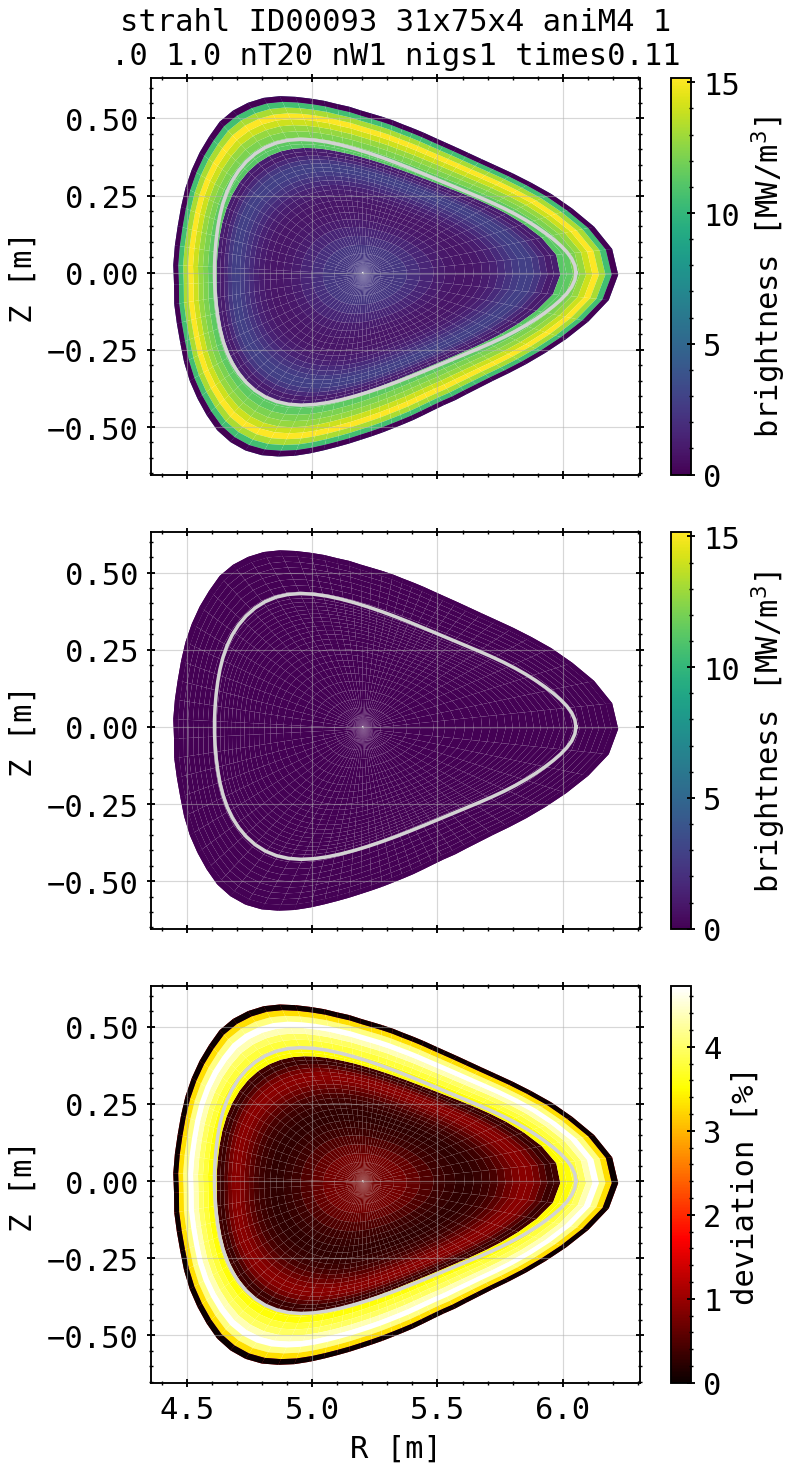 strahl ID00093 31x75x4 aniM4 1
.0 1.0 nT20 nW1 nigs1 times0.11
0.50
0.25
0.00
−0.25
−0.50
Z [m]
15
10
5
0
brightness [MW/m³]
0.50
0.25
0.00
−0.25
−0.50
Z [m]
15
10
5
0
brightness [MW/m³]
0.50
0.25
0.00
−0.25
−0.50
Z [m]
4
3
2
1
0
deviation [%]
4.5 5.0 5.5 6.0
R [m]